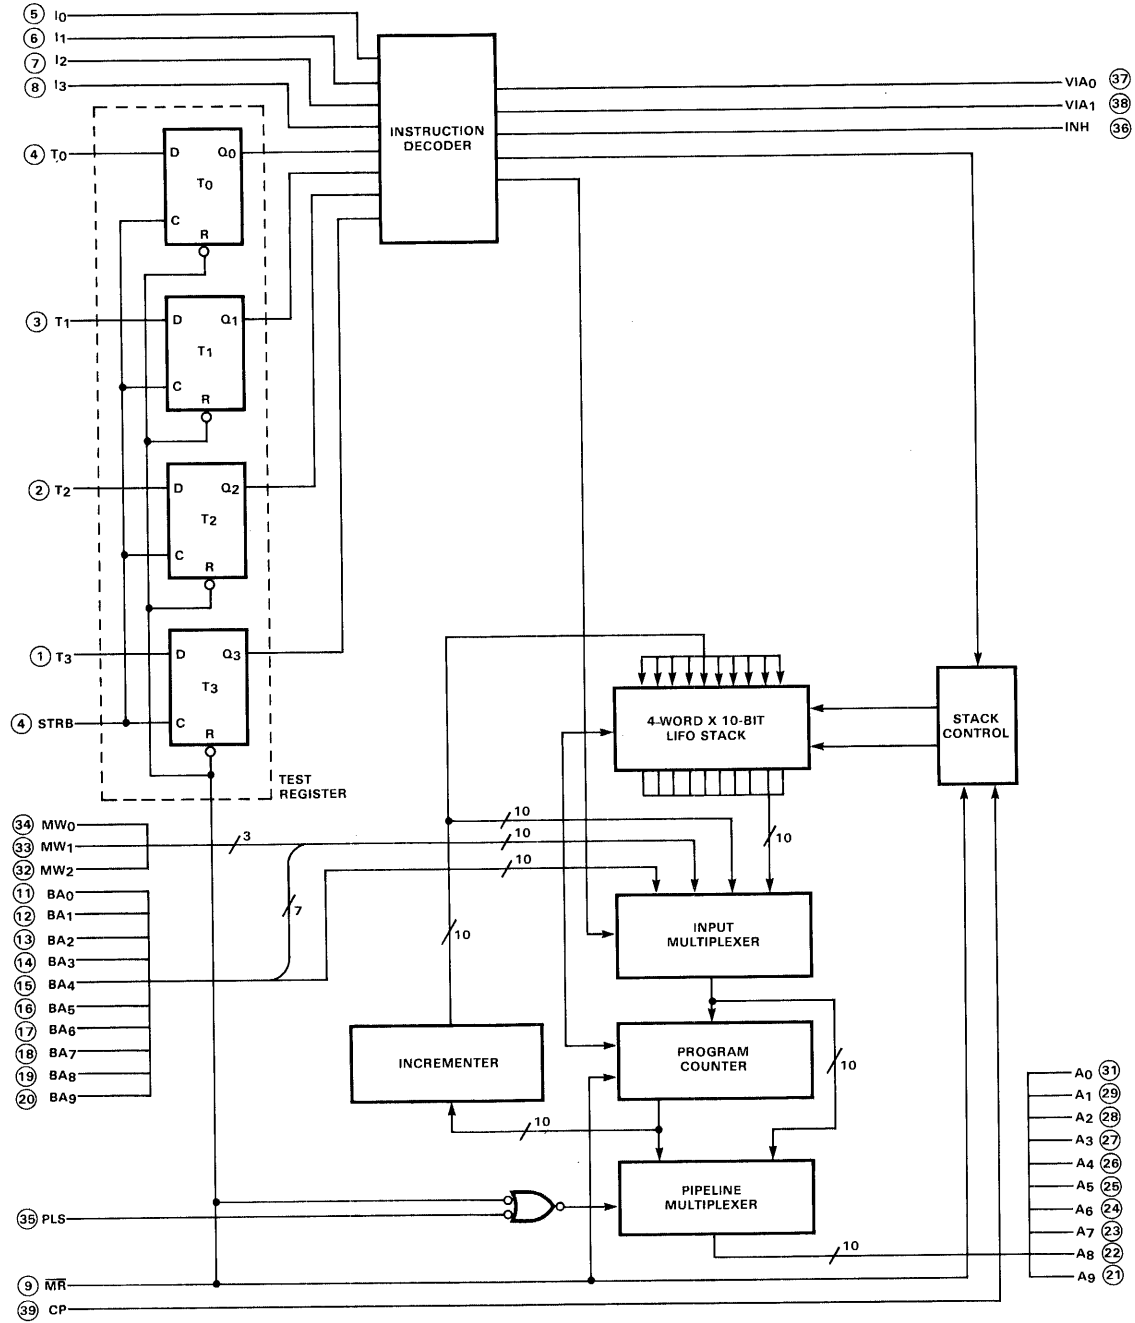 5 I0
6 I1
7 I2
8 I3
INSTRUCTION
DECODER
VIA0 37
VIA1 38
INH 36
4 T0
D Q0
T0
C
R
3 T1
D Q1
T1
C
R
2 T2
D Q2
T2
C
R
1 T3
D Q3
T3
4 STRB
C
R
TEST
REGISTER
4-WORD X 10-BIT
LIFO STACK
STACK
CONTROL
34 MW0
33 MW1
32 MW2
3
10
10
10
10
11 BA0
12 BA1
13 BA2
14 BA3
15 BA4
16 BA5
17 BA6
18 BA7
19 BA8
20 BA9
7
10
INPUT
MULTIPLEXER
INCREMENTER
PROGRAM
COUNTER
10
10
PIPELINE
MULTIPLEXER
10
A0 31
A1 29
A2 28
A3 27
A4 26
A5 25
A6 24
A7 23
A8 22
A9 21
35 PLS
9 M̅R̅
39 CP